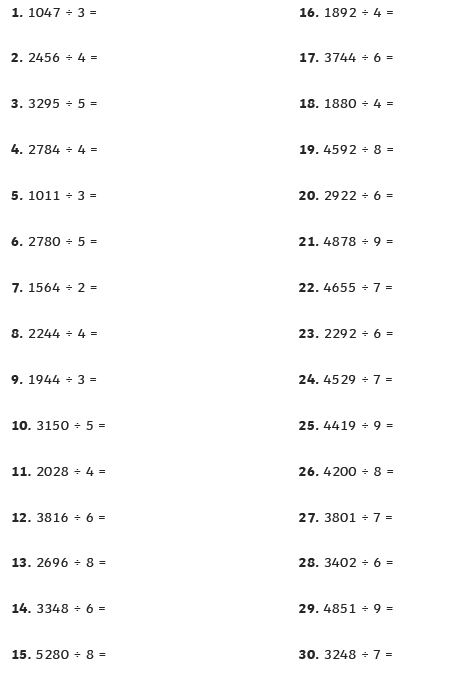 1. 1047 ÷ 3 =
2. 2456 ÷ 4 =
3. 3295 ÷ 5 =
4. 2784 ÷ 4 =
5. 1011 ÷ 3 =
6. 2780 ÷ 5 =
7. 1564 ÷ 2 =
8. 2244 ÷ 4 =
9. 1944 ÷ 3 =
10. 3150 ÷ 5 =
11. 2028 ÷ 4 =
12. 3816 ÷ 6 =
13. 2696 ÷ 8 =
14. 3348 ÷ 6 =
15. 5280 ÷ 8 =
16. 1892 ÷ 4 =
17. 3744 ÷ 6 =
18. 1880 ÷ 4 =
19. 4592 ÷ 8 =
20. 2922 ÷ 6 =
21. 4878 ÷ 9 =
22. 4655 ÷ 7 =
23. 2292 ÷ 6 =
24. 4529 ÷ 7 =
25. 4419 ÷ 9 =
26. 4200 ÷ 8 =
27. 3801 ÷ 7 =
28. 3402 ÷ 6 =
29. 4851 ÷ 9 =
30. 3248 ÷ 7 =